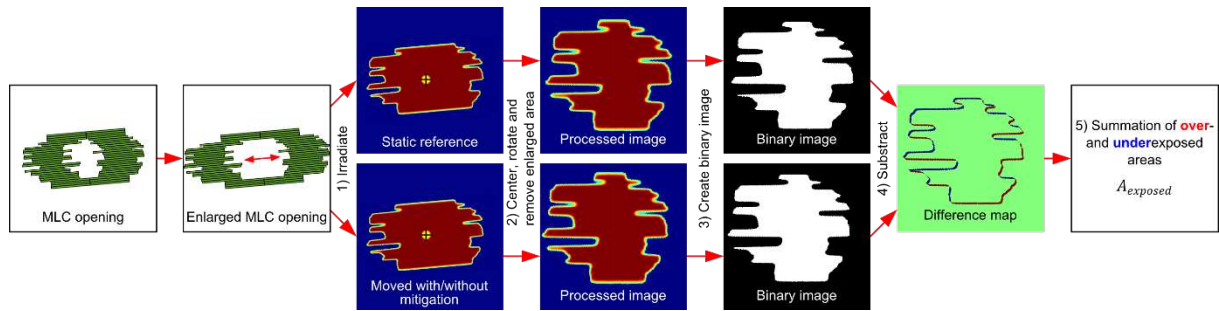 MLC opening
Enlarged MLC opening
1) Irradiate
Static reference
Moved with/without
mitigation
2) Center, rotate and
remove enlarged area
Processed image
Processed image
3) Create binary image
Binary image
Binary image
4) Substract
Difference map
5) Summation of over-
and underexposed
areas
A_exposed